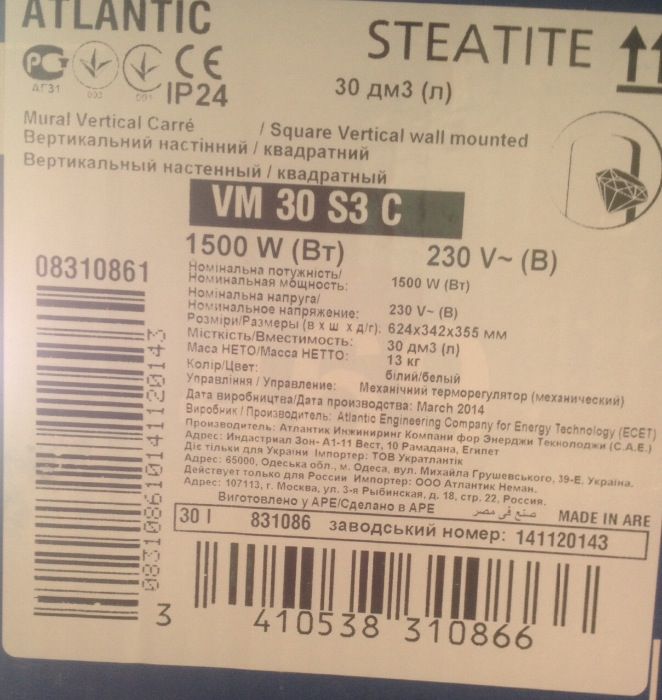 ATLANTIC
STEATITE
АГ31
003
001
IP24
30 дм3 (л)
Mural Vertical Carré / Square Vertical wall mounted
Вертикальний настінний / квадратний
Вертикальный настенный / квадратный
VM 30 S3 C
1500 W (Вт) 230 V~ (В)
08310861
Номінальна потужність/
Номинальная мощность: 1500 W (Вт)
Номінальна напруга/
Номинальное напряжение: 230 V~ (В)
Розміри/Размеры (в х ш х д/г): 624x342x355 мм
Місткість/Вместимость: 30 дм3 (л)
Маса НЕТО/Масса НЕТТО: 13 кг
Колір/Цвет: білий/белый
Управління / Управление: Механічний терморегулятор (механический)
Дата виробництва/Дата производства: March 2014
Виробник / Производитель: Atlantic Engineering Company for Energy Technology (ECET)
Производитель: Атлантик Инжиниринг Компани фор Энерджи Текнолоджи (С.А.Е.)
Адрес: Индастриал Зон- А1-11 Вест, 10 Рамадана, Египет
Діє тільки для України Імпортер: ТОВ Укратлантік
Адрес: 65000, Одеська обл., м. Одеса, вул. Михайла Грушевського, 39-Е, Україна.
Действует только для России Импортер: ООО Атлантик Неман.
Адрес: 107113, г. Москва, ул. 3-я Рыбинская, д. 18, стр. 22, Россия.
Виготовлено у АРЕ/Сделано в АРЕ صنع فى مصر MADE IN ARE
30 l 831086 заводський номер: 141120143
0831086101411120143
3 410538 310866